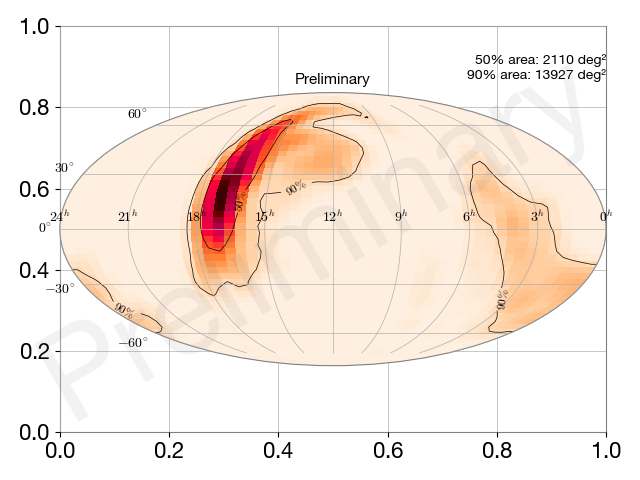 1.0
50% area: 2110 deg²
90% area: 13927 deg²
Preliminary
0.8
60°
30°
0.6
90%
50%
24h 21h 18h 15h 12h 9h 6h 3h 0h
0°
0.4
−30°
90%
90%
−60°
0.2
0.0
0.0 0.2 0.4 0.6 0.8 1.0
Preliminary